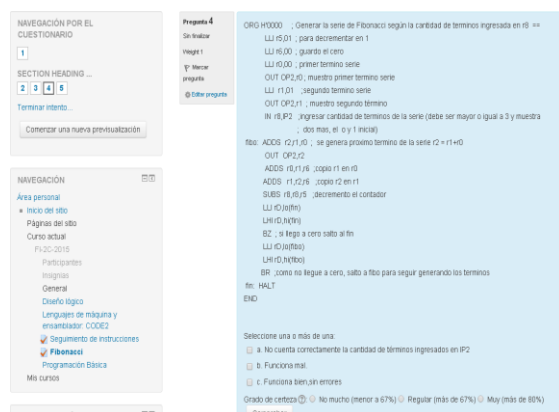 NAVEGACIÓN POR EL
CUESTIONARIO
1
SECTION HEADING ...
2 3 4 5
Terminar intento...
Comenzar una nueva previsualización
NAVEGACIÓN
Área personal
Inicio del sitio
Páginas del sitio
Curso actual
FI-2C-2015
Participantes
Insignias
General
Diseño lógico
Lenguajes de máquina y
ensamblador: CODE2
Seguimiento de instrucciones
Fibonacci
Programación Básica
Mis cursos
Pregunta 4
Sin finalizar
Weight 1
Marcar
pregunta
Editar pregunta
ORG H'0000 ; Generar la serie de Fibonacci según la cantidad de terminos ingresada en r8 ==
LLI r5,01 ; para decrementar en 1
LLI r6,00 ; guardo el cero
LLI r0,00 ; primer termino serie
OUT OP2,r0 ; muestro primer termino serie
LLI r1,01 ;segundo termino serie
OUT OP2,r1 ; muestro segundo término
IN r8,IP2 ;ingresar cantidad de terminos de la serie (debe ser mayor o igual a 3 y muestra
; dos mas, el o y 1 inicial)
fibo: ADDS r2,r1,r0 ; se genera proximo termino de la serie r2 = r1+r0
OUT OP2,r2
ADDS r0,r1,r6 ;copio r1 en r0
ADDS r1,r2,r6 ;copio r2 en r1
SUBS r8,r8,r5 ;decremento el contador
LLI rD,lo(fin)
LHI rD,hi(fin)
BZ ; si llego a cero salto al fin
LLI rD,lo(fibo)
LHI rD,hi(fibo)
BR ;como no llegue a cero, salto a fibo para seguir generando los terminos
fin: HALT
END
Seleccione una o más de una:
a. No cuenta correctamente la cantidad de términos ingresados en IP2
b. Funciona mal.
c. Funciona bien,sin errores
Grado de certeza No mucho (menor a 67%) Regular (más de 67%) Muy (más de 80%)